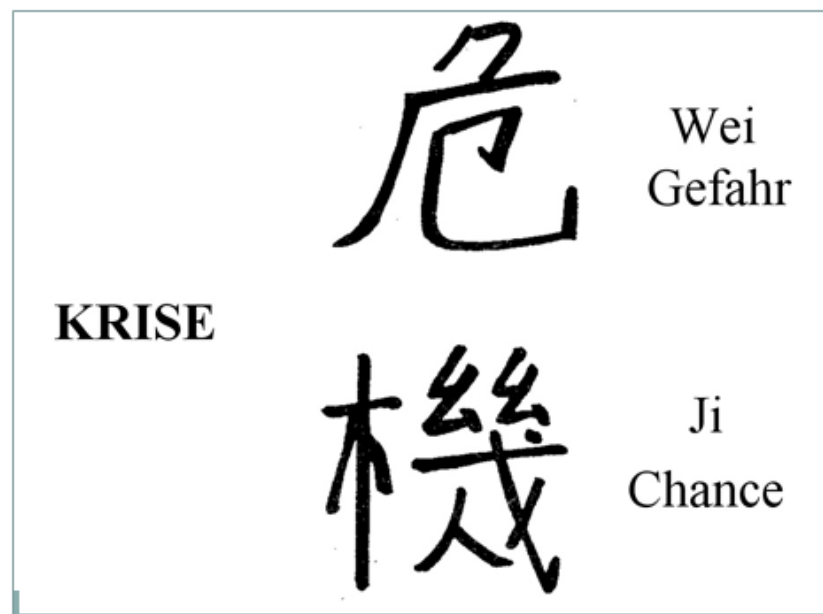 危
Wei
Gefahr
KRISE
機
Ji
Chance